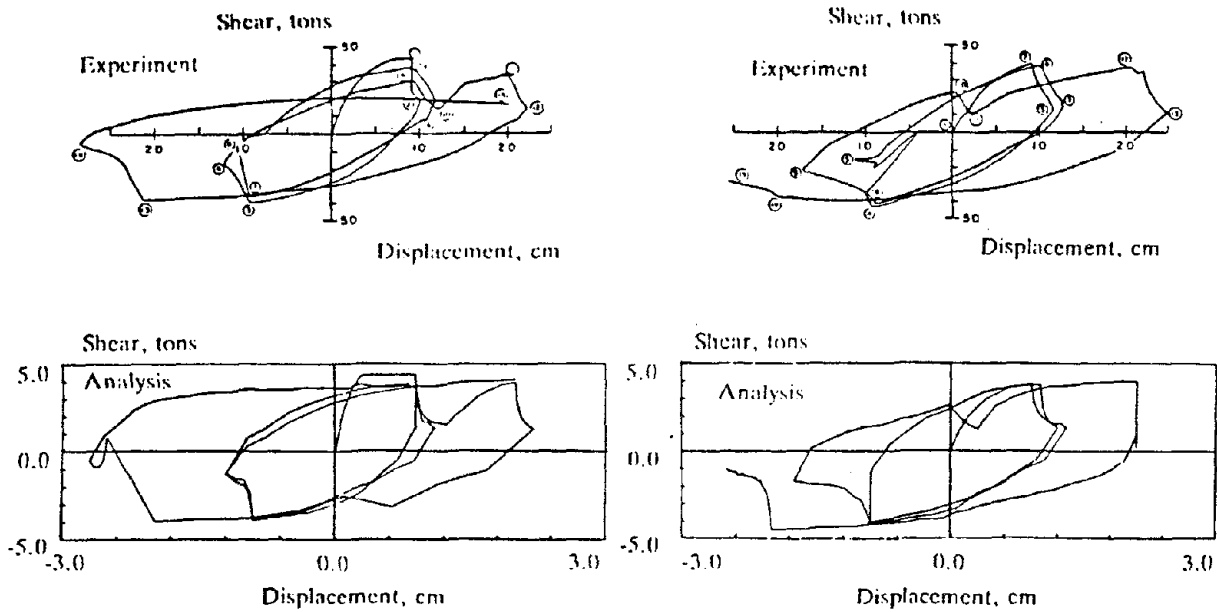 Shear, tons
50
Experiment
20
10
10
20
50
Displacement, cm
Shear, tons
50
Experiment
20
10
10
20
50
Displacement, cm
Shear, tons
5.0
Analysis
0.0
-5.0
-3.0
0.0
3.0
Displacement, cm
Shear, tons
5.0
Analysis
0.0
-5.0
-3.0
0.0
3.0
Displacement, cm